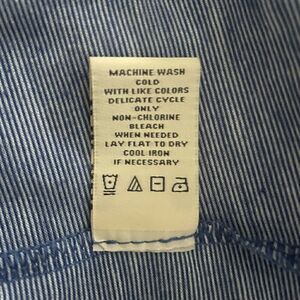 MACHINE WASH
COLD
WITH LIKE COLORS
DELICATE CYCLE
ONLY
NON-CHLORINE
BLEACH
WHEN NEEDED
LAY FLAT TO DRY
COOL IRON
IF NECESSARY